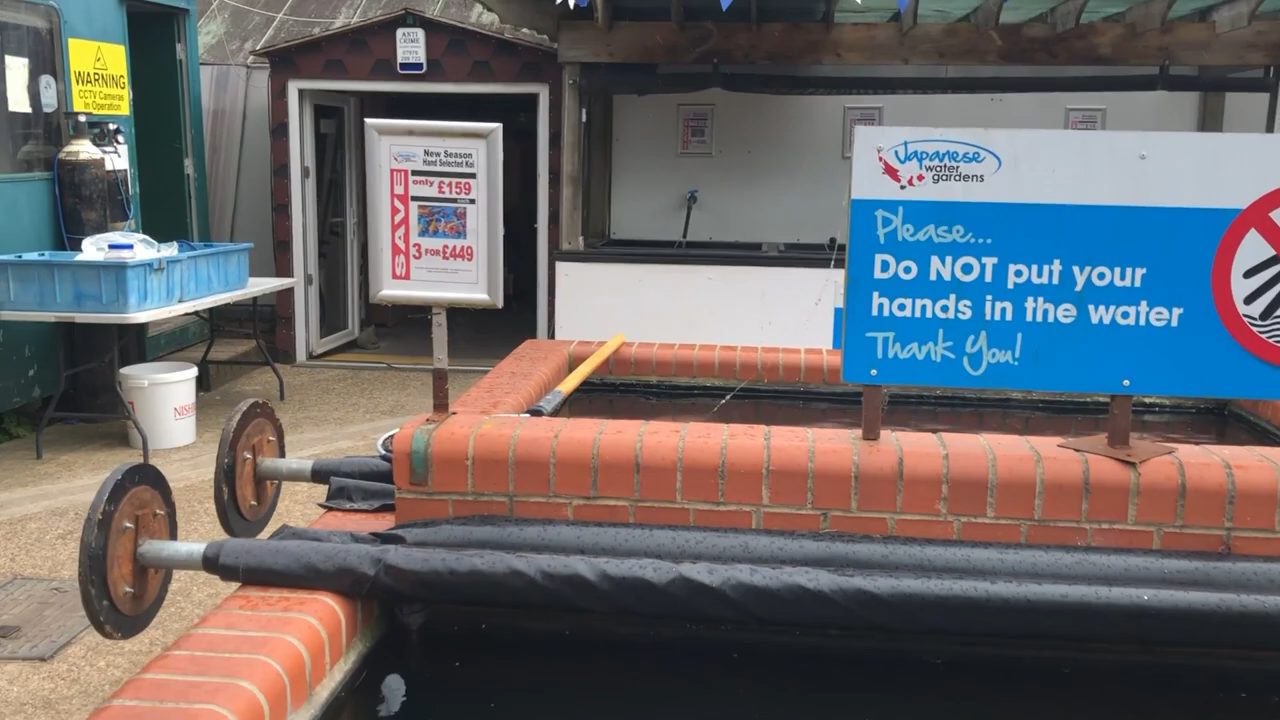 ANTI
CRIME
WARNING
CCTV Cameras
In Operation
New Season
Hand Selected Koi
only £159
each
SAVE
3 FOR £449
NISH
Japanese
water
gardens
Please...
Do NOT put your
hands in the water
Thank You!